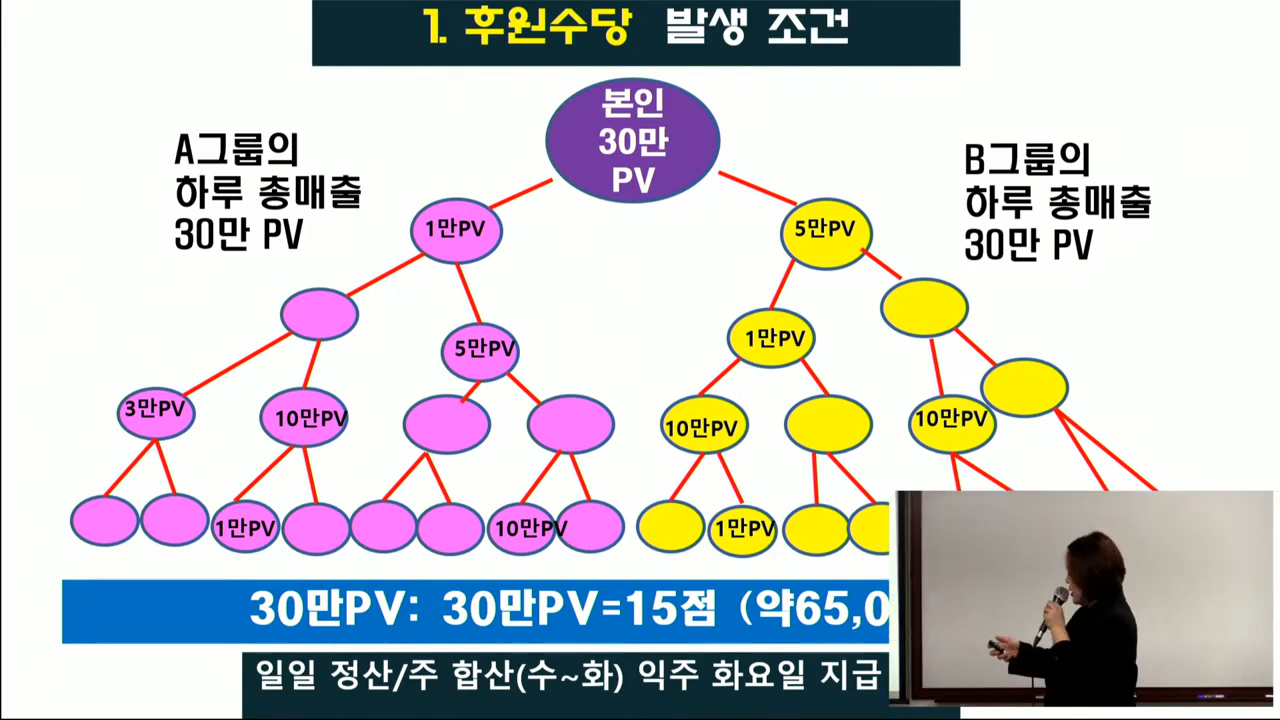 1. 후원수당 발생 조건
본인
30만
PV
A그룹의
하루 총매출
30만 PV
B그룹의
하루 총매출
30만 PV
1만PV
5만PV
5만PV
1만PV
3만PV
10만PV
10만PV
10만PV
1만PV
10만PV
1만PV
30만PV: 30만PV=15점 (약65,0
일일 정산/주 합산(수~화) 익주 화요일 지급